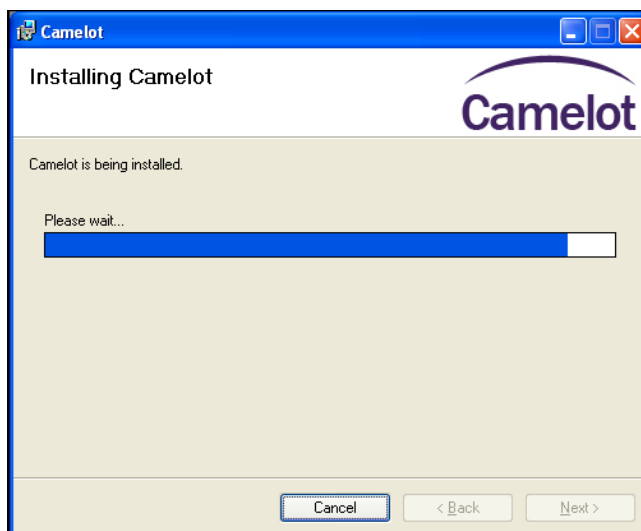 Camelot
Installing Camelot
Camelot
Camelot is being installed.
Please wait...
Cancel
< Back
Next >